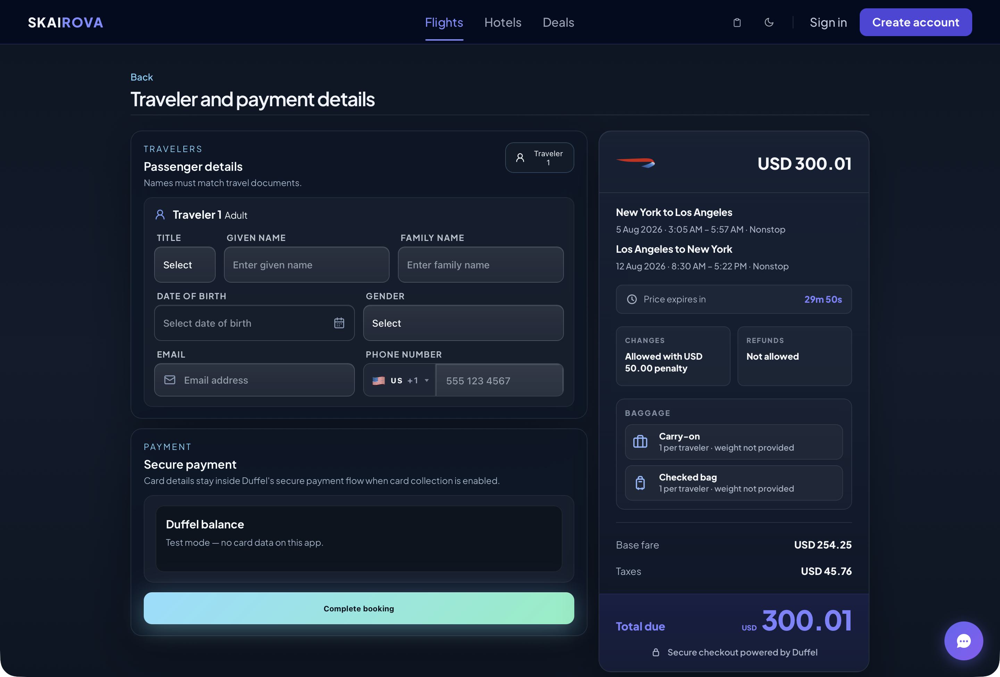 SKAIROVA
Flights
Hotels
Deals
Sign in
Create account
Back
Traveler and payment details
TRAVELERS
Passenger details
Names must match travel documents.
Traveler
1
Traveler 1 Adult
TITLE
GIVEN NAME
FAMILY NAME
Select
Enter given name
Enter family name
DATE OF BIRTH
GENDER
Select date of birth
Select
EMAIL
PHONE NUMBER
Email address
US +1
555 123 4567
PAYMENT
Secure payment
Card details stay inside Duffel's secure payment flow when card collection is enabled.
Duffel balance
Test mode — no card data on this app.
Complete booking
USD 300.01
New York to Los Angeles
5 Aug 2026 · 3:05 AM – 5:57 AM · Nonstop
Los Angeles to New York
12 Aug 2026 · 8:30 AM – 5:22 PM · Nonstop
Price expires in
29m 50s
CHANGES
Allowed with USD
50.00 penalty
REFUNDS
Not allowed
BAGGAGE
Carry-on
1 per traveler · weight not provided
Checked bag
1 per traveler · weight not provided
Base fare
USD 254.25
Taxes
USD 45.76
Total due
USD 300.01
Secure checkout powered by Duffel